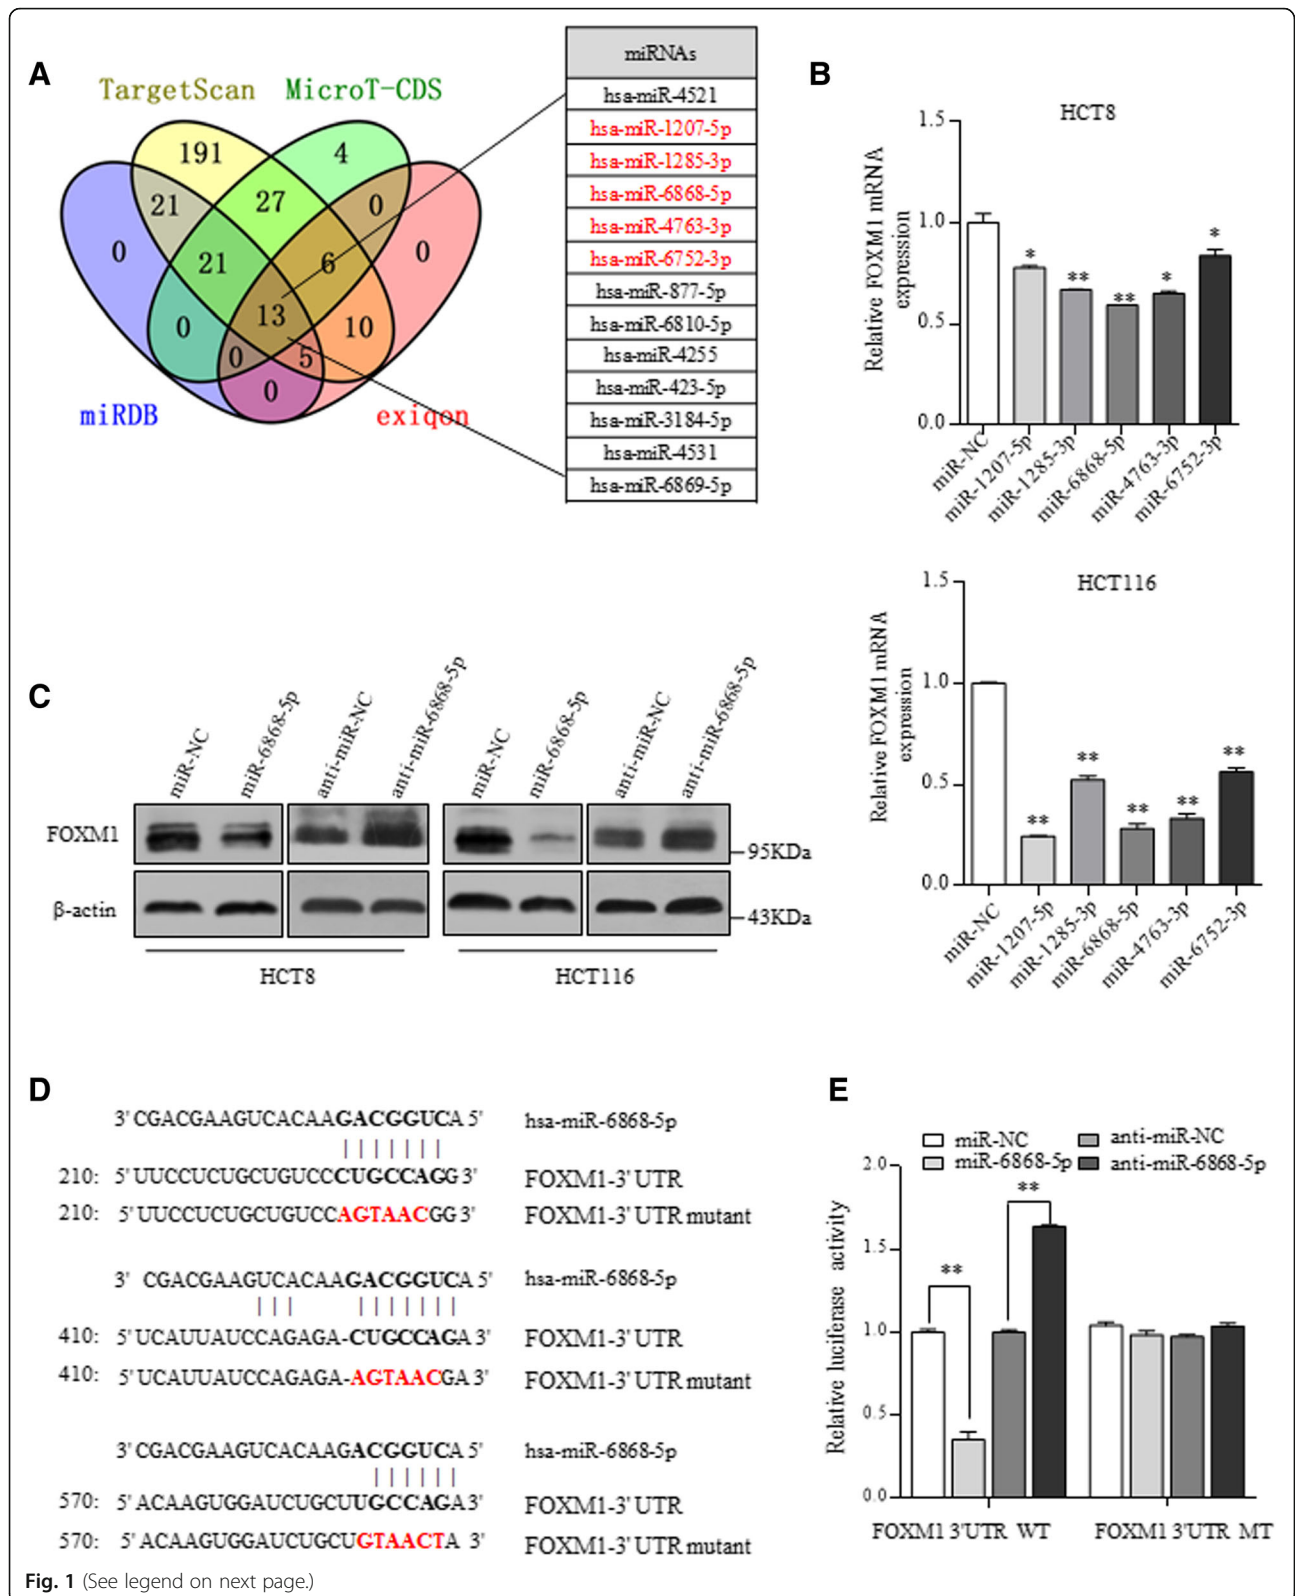 A
TargetScan MicroT-CDS
191 4
21 27 0
0 21 6 0
0 13 10
0 5
0
miRDB exiqon
miRNAs
hsa-miR-4521
hsa-miR-1207-5p
hsa-miR-1285-3p
hsa-miR-6868-5p
hsa-miR-4763-3p
hsa-miR-6752-3p
hsa-miR-877-5p
hsa-miR-6810-5p
hsa-miR-4255
hsa-miR-423-5p
hsa-miR-3184-5p
hsa-miR-4531
hsa-miR-6869-5p
B
HCT8
Relative FOXM1 mRNA
expression
1.5
1.0
0.5
0.0
* ** ** * *
miR-NC
miR-1207-5p
miR-1285-3p
miR-6868-5p
miR-4763-3p
miR-6752-3p
HCT116
Relative FOXM1 mRNA
expression
1.5
1.0
0.5
0.0
** ** ** ** **
miR-NC
miR-1207-5p
miR-1285-3p
miR-6868-5p
miR-4763-3p
miR-6752-3p
C
miR-NC
miR-6868-5p
anti-miR-NC
anti-miR-6868-5p
miR-NC
miR-6868-5p
anti-miR-NC
anti-miR-6868-5p
FOXM1
95KDa
β-actin
43KDa
HCT8 HCT116
D
3' CGACGAAGUCACAAGACGGUCA 5' hsa-miR-6868-5p
210: 5' UUCCUCUGCUGUCCCUGCCAGG 3' FOXM1-3' UTR
210: 5' UUCCUCUGCUGUCCAGTAACGG 3' FOXM1-3' UTR mutant
3' CGACGAAGUCACAAGACGGUCA 5' hsa-miR-6868-5p
410: 5' UCAUUAUCCAGAGA-CUGCCAGA 3' FOXM1-3' UTR
410: 5' UCAUUAUCCAGAGA-AGTAACGA 3' FOXM1-3' UTR mutant
3' CGACGAAGUCACAAGACGGUCA 5' hsa-miR-6868-5p
570: 5' ACAAGUGGAUCUGCUUGCCAGA 3' FOXM1-3' UTR
570: 5' ACAAGUGGAUCUGCUGTAACTA 3' FOXM1-3' UTR mutant
E
miR-NC anti-miR-NC
miR-6868-5p anti-miR-6868-5p
Relative luciferase activity
2.0
1.5
1.0
0.5
0.0
** **
FOXM1 3'UTR WT FOXM1 3'UTR MT
Fig. 1 (See legend on next page.)